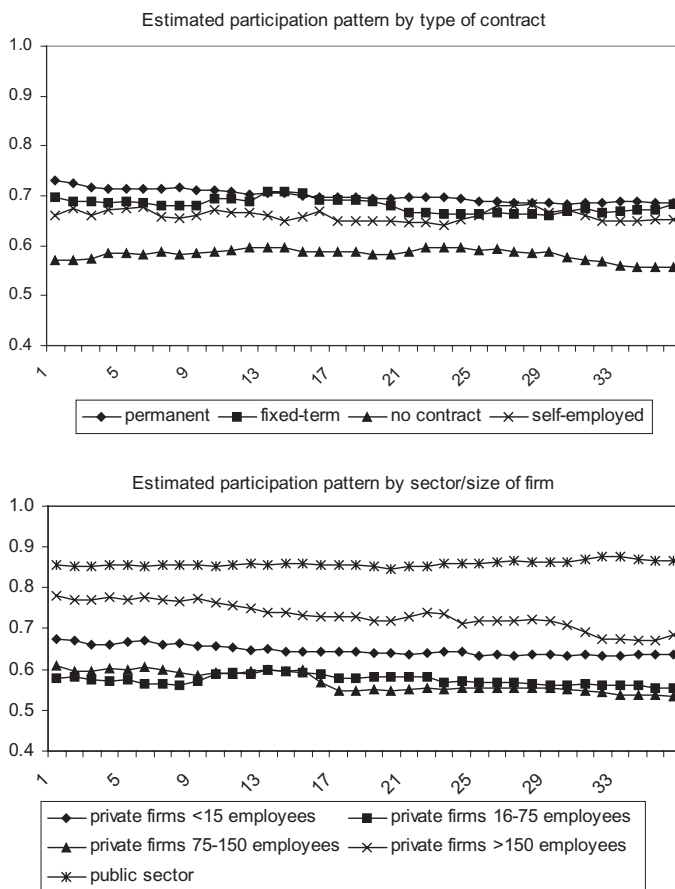 Estimated participation pattern by type of contract
1.0
0.9
0.8
0.7
0.6
0.5
0.4
1 5 9 13 17 21 25 29 33
permanent fixed-term no contract self-employed
Estimated participation pattern by sector/size of firm
1.0
0.9
0.8
0.7
0.6
0.5
0.4
1 5 9 13 17 21 25 29 33
private firms <15 employees private firms 16-75 employees
private firms 75-150 employees private firms >150 employees
public sector